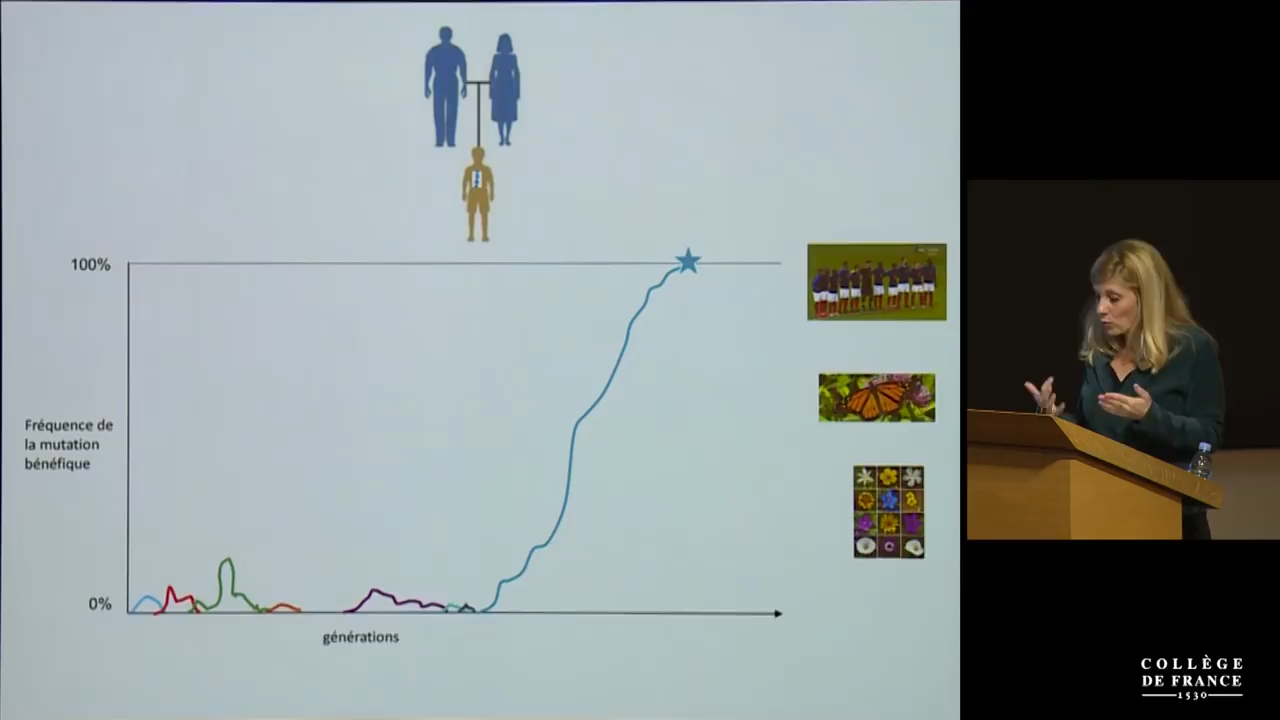 100%
Fréquence de
la mutation
bénéfique
0%
générations
COLLÈGE
DE FRANCE
1530